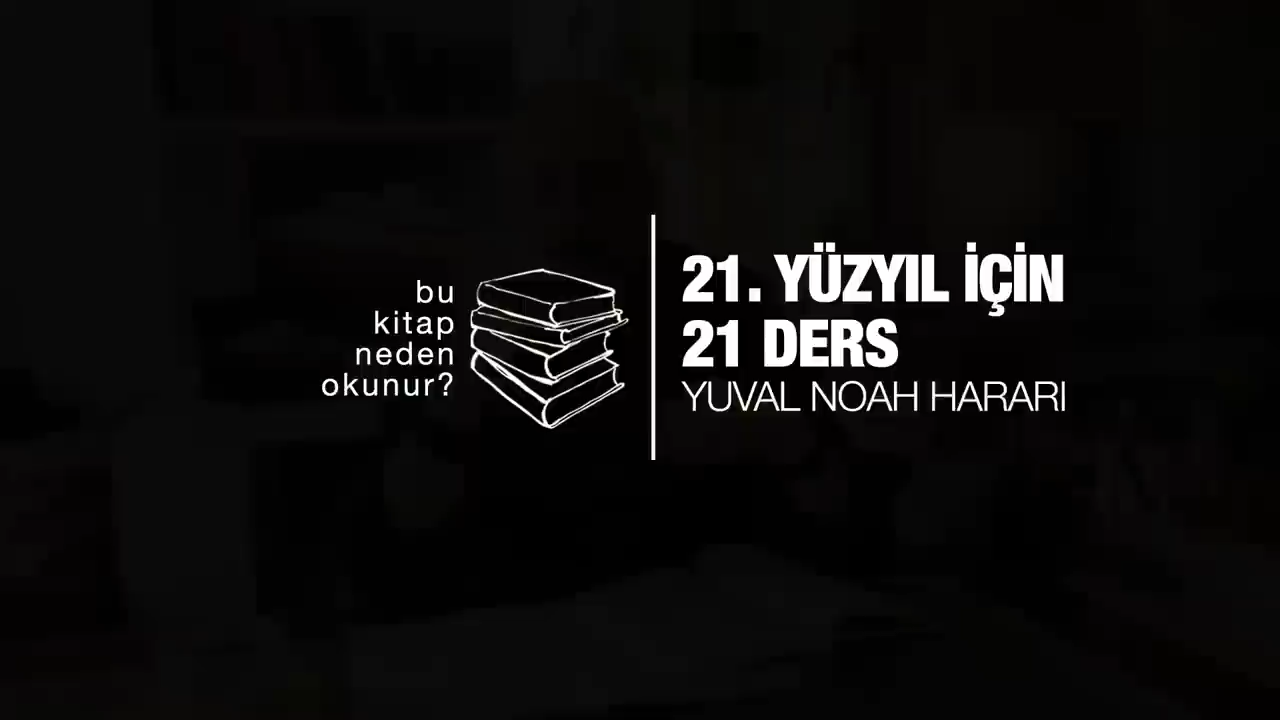 bu
kitap
neden
okunur?
21. YÜZYIL İÇİN
21 DERS
YUVAL NOAH HARARI